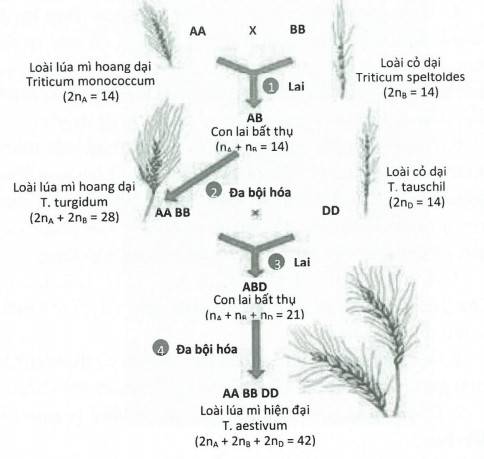 AA X BB
Loài lúa mì hoang dại
Triticum monococcum
(2nA = 14)
Loài cỏ dại
Triticum speltoldes
(2nB = 14)
1 Lai
AB
Con lai bất thụ
(nA + nB = 14)
Loài lúa mì hoang dại
T. turgidum
(2nA + 2nB = 28)
2 Đa bội hóa
Loài cỏ dại
T. tauschil
(2nD = 14)
AA BB × DD
3 Lai
ABD
Con lai bất thụ
(nA + nB + nD = 21)
4 Đa bội hóa
AA BB DD
Loài lúa mì hiện đại
T. aestivum
(2nA + 2nB + 2nD = 42)